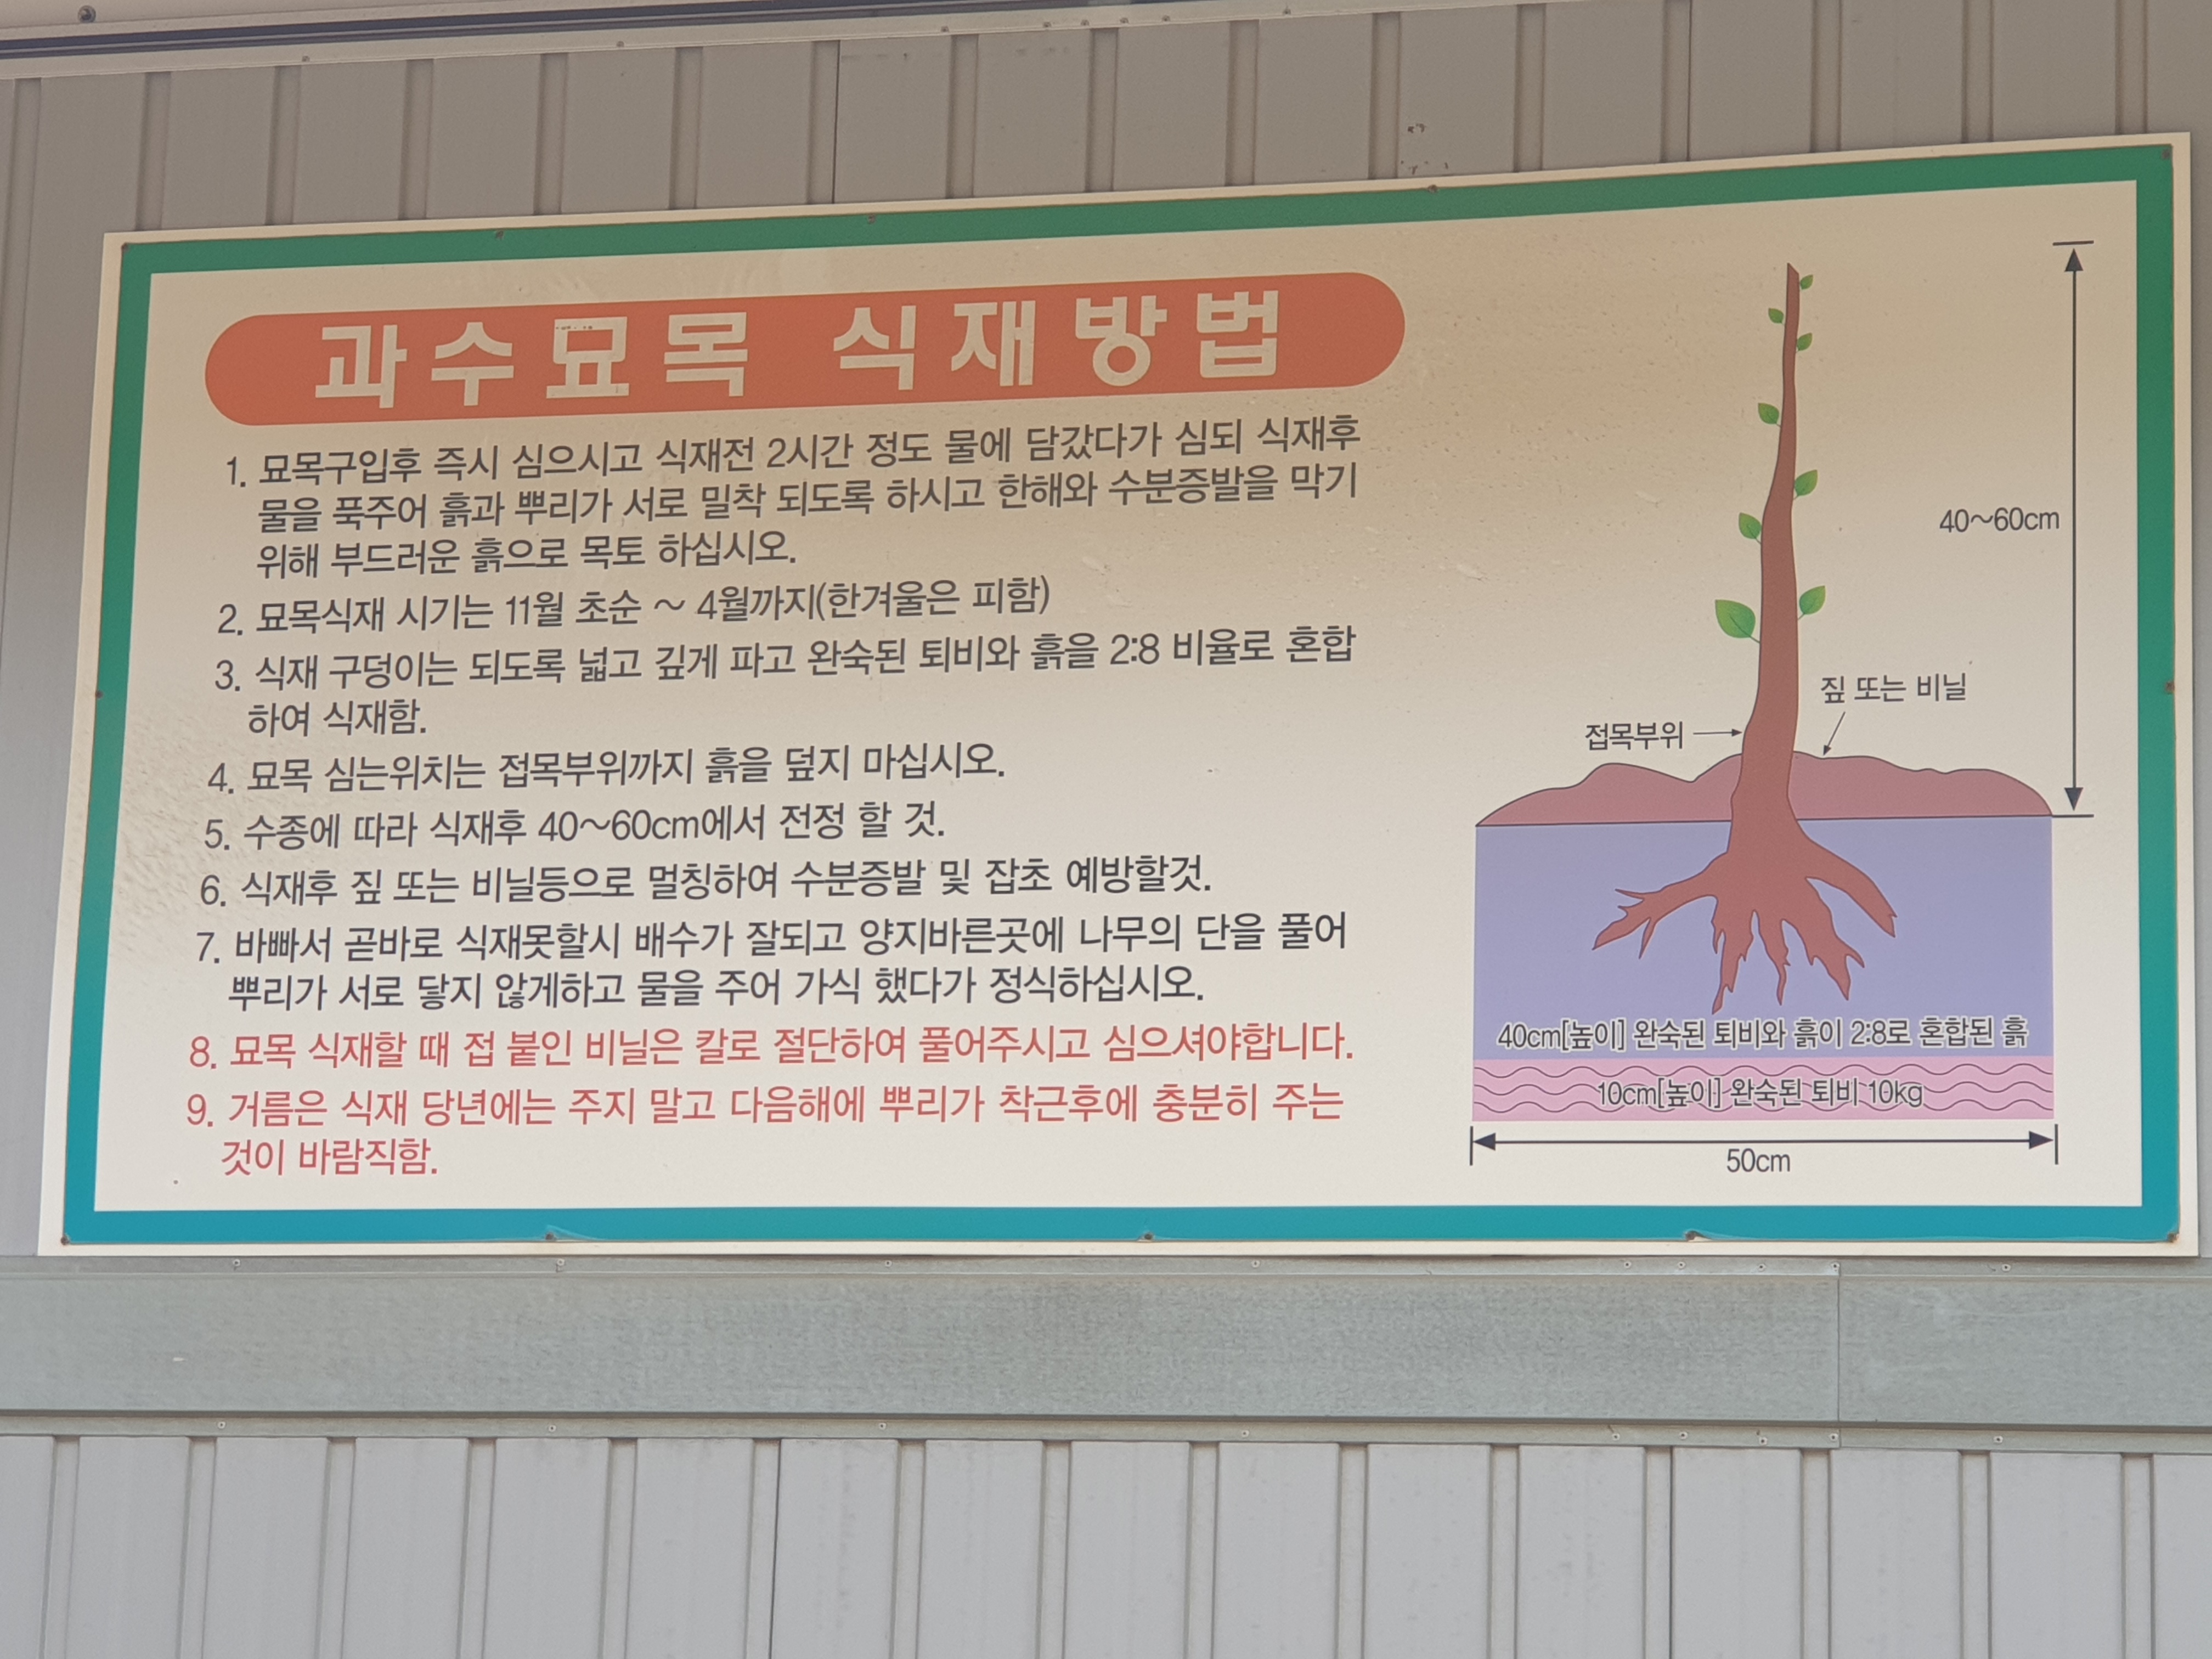 과수묘목 식재방법
1. 묘목구입후 즉시 심으시고 식재전 2시간 정도 물에 담갔다가 심되 식재후
물을 푹주어 흙과 뿌리가 서로 밀착 되도록 하시고 한해와 수분증발을 막기
위해 부드러운 흙으로 목토 하십시오.
2. 묘목식재 시기는 11월 초순 ~ 4월까지(한겨울은 피함)
3. 식재 구덩이는 되도록 넓고 깊게 파고 완숙된 퇴비와 흙을 2:8 비율로 혼합
하여 식재함.
4. 묘목 심는위치는 접목부위까지 흙을 덮지 마십시오.
5. 수종에 따라 식재후 40~60cm에서 전정 할 것.
6. 식재후 짚 또는 비닐등으로 멀칭하여 수분증발 및 잡초 예방할것.
7. 바빠서 곧바로 식재못할시 배수가 잘되고 양지바른곳에 나무의 단을 풀어
뿌리가 서로 닿지 않게하고 물을 주어 가식 했다가 정식하십시오.
8. 묘목 식재할 때 접 붙인 비닐은 칼로 절단하여 풀어주시고 심으셔야합니다.
9. 거름은 식재 당년에는 주지 말고 다음해에 뿌리가 착근후에 충분히 주는
것이 바람직함.
40~60cm
짚 또는 비닐
접목부위
40cm[높이] 완숙된 퇴비와 흙이 2:8로 혼합된 흙
10cm[높이] 완숙된 퇴비 10kg
50cm